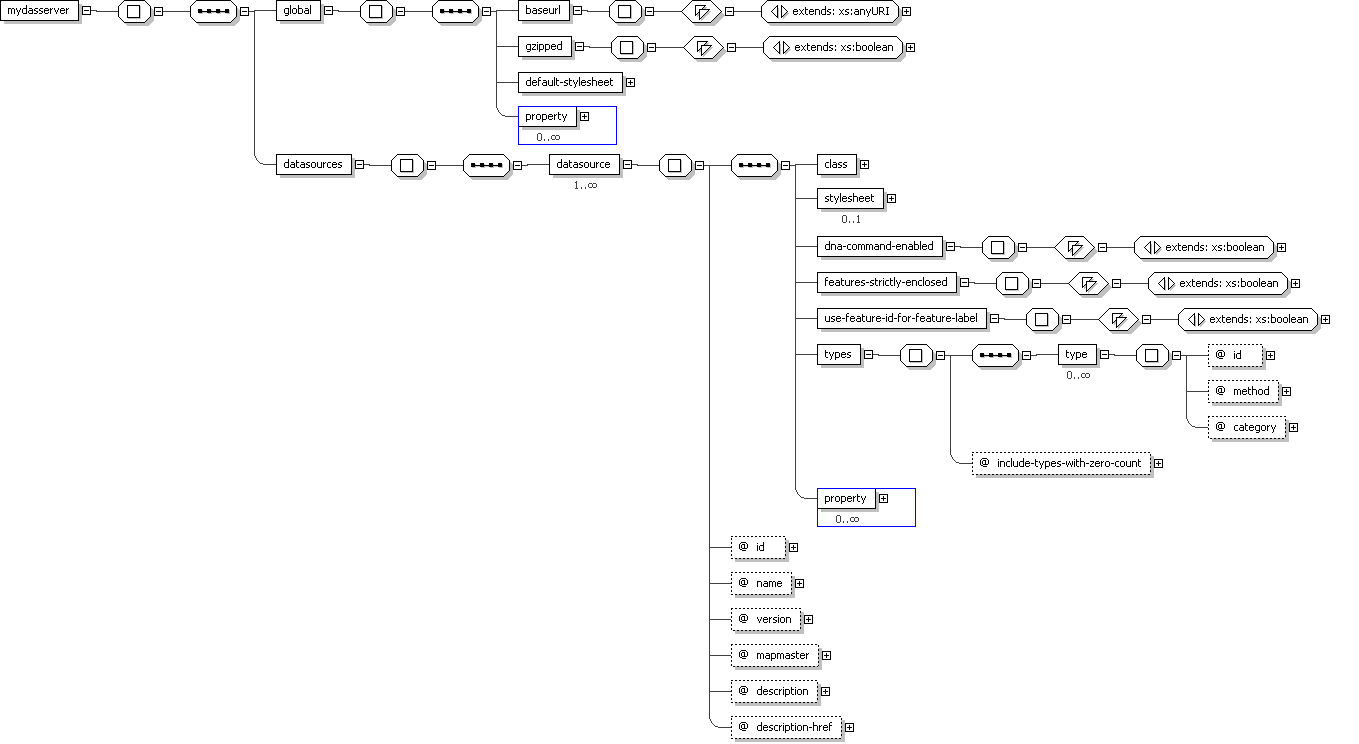 mydasserver
global
baseurl
extends: xs:anyURI
gzipped
extends: xs:boolean
default-stylesheet
property
0..∞
datasources
datasource
1..∞
class
stylesheet
0..1
dna-command-enabled
extends: xs:boolean
features-strictly-enclosed
extends: xs:boolean
use-feature-id-for-feature-label
extends: xs:boolean
types
type
0..∞
@ id
@ method
@ category
@ include-types-with-zero-count
property
0..∞
@ id
@ name
@ version
@ mapmaster
@ description
@ description-href